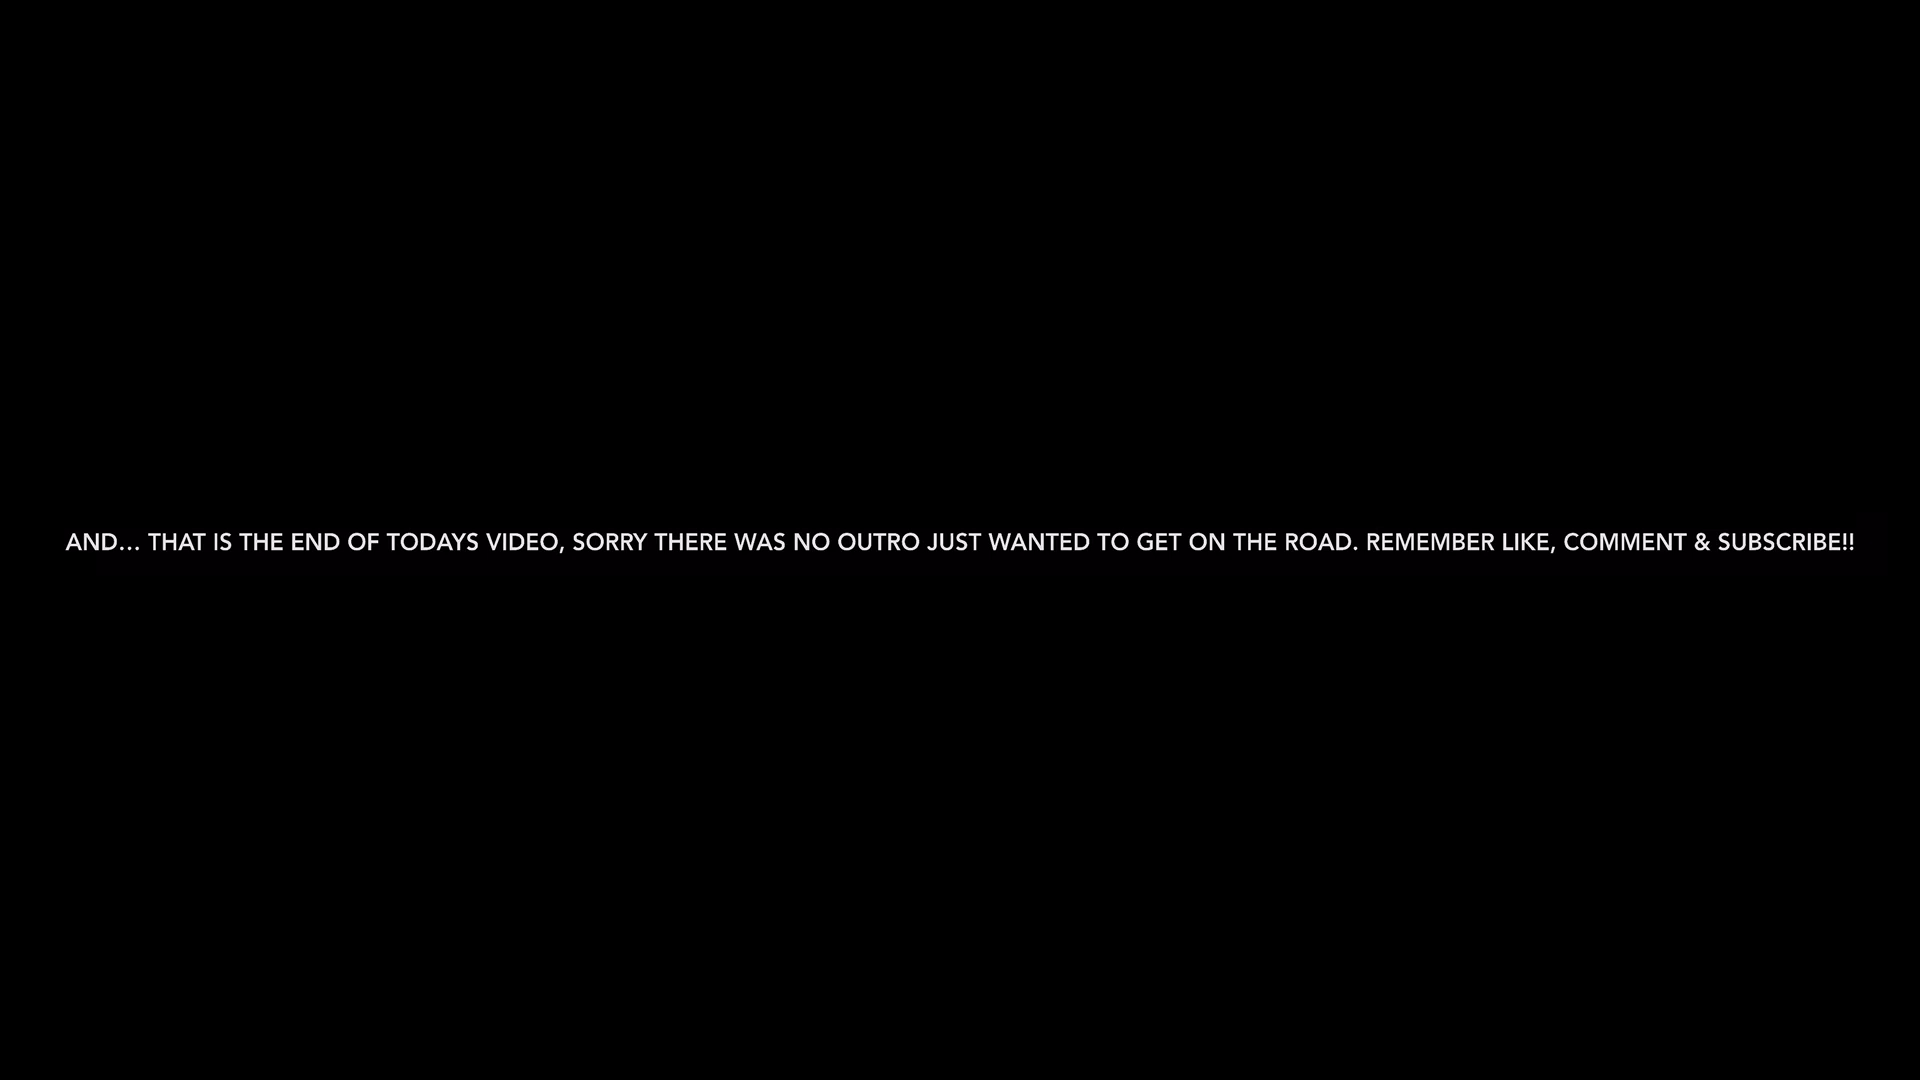 AND... THAT IS THE END OF TODAYS VIDEO, SORRY THERE WAS NO OUTRO JUST WANTED TO GET ON THE ROAD. REMEMBER LIKE, COMMENT & SUBSCRIBE!!